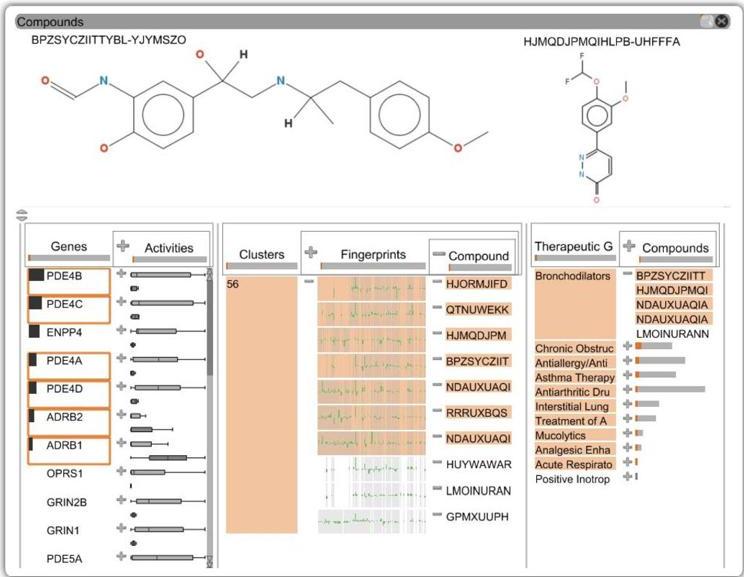 Compounds
BPZSYCZIITTYBL-YJYMSZO
HJMQDJPMQIHLPB-UHFFFA
O
H
O
N
N
H
O
O
F
F
O
O
N
N
O
Genes
Activities
Clusters
Fingerprints
Compound
Therapeutic G
Compounds
PDE4B
PDE4C
ENPP4
PDE4A
PDE4D
ADRB2
ADRB1
OPRS1
GRIN2B
GRIN1
PDE5A
56
HJORMJIFD
QTNUWEKK
HJMQDJPM
BPZSYCZIIT
NDAUXUAQI
RRRUXBQS
NDAUXUAQI
HUYWAWAR
LMOINURAN
GPMXUUPH
Bronchodilators
BPZSYCZIITT
HJMQDJPMQI
NDAUXUAQIA
NDAUXUAQIA
LMOINURANN
Chronic Obstruc
Antiallergy/Anti
Asthma Therapy
Antiarthritic Dru
Interstitial Lung
Treatment of A
Mucolytics
Analgesic Enha
Acute Respirato
Positive Inotrop